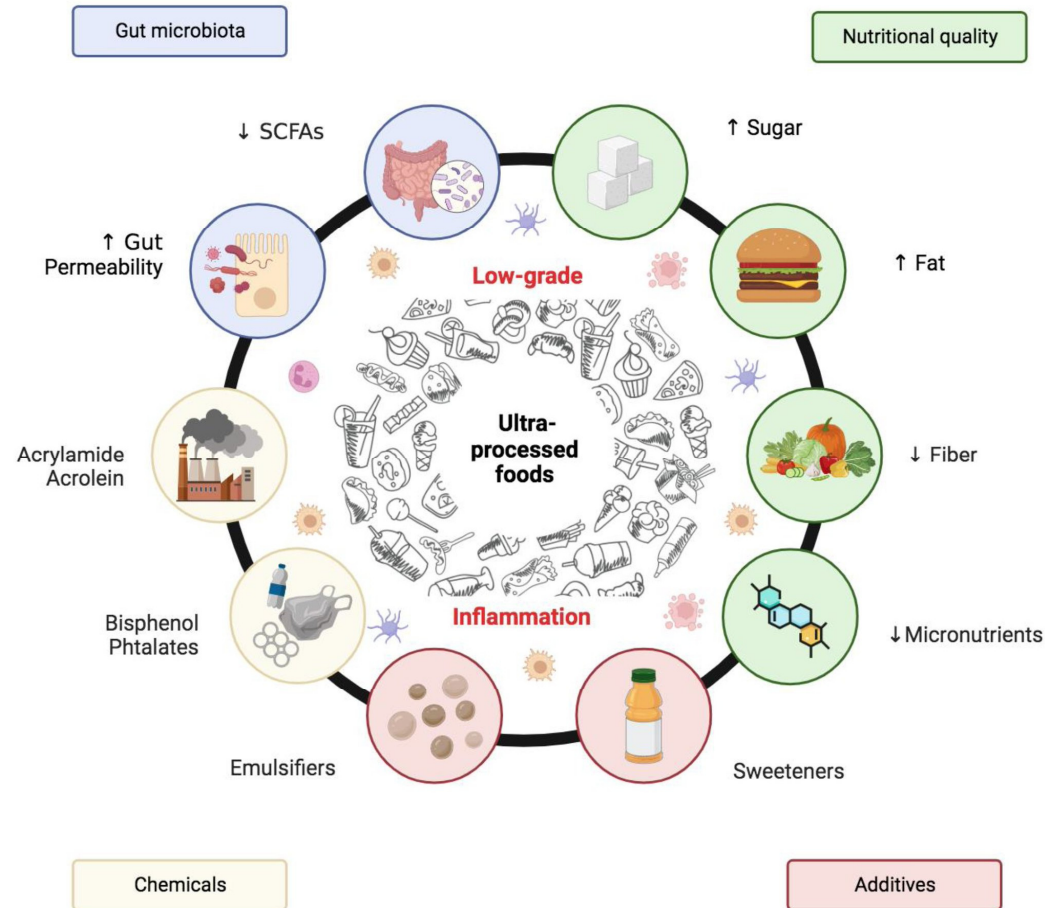 Gut microbiota
Nutritional quality
↓ SCFAs
↑ Sugar
↑ Gut
Permeability
↑ Fat
Low-grade
Ultra-
processed
foods
Acrylamide
Acrolein
↓ Fiber
Bisphenol
Phtalates
Inflammation
↓Micronutrients
Emulsifiers
Sweeteners
Chemicals
Additives